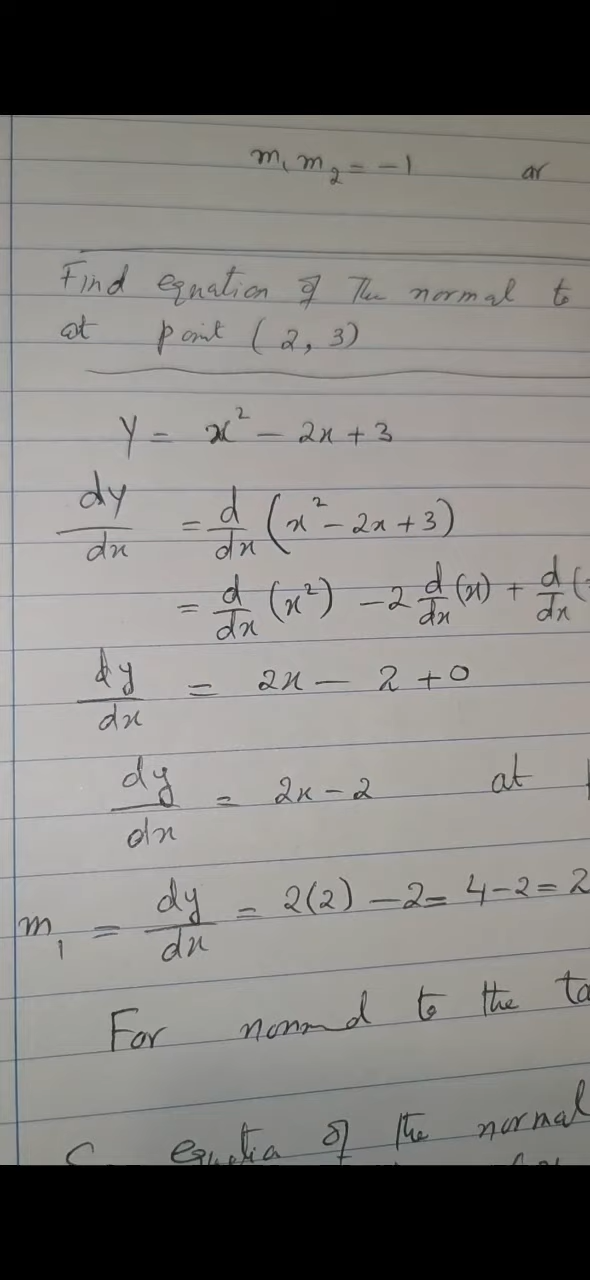 m₁ m₂ = -1 or
Find equation of the normal to
at point (2, 3)
y = x² - 2x + 3
dy/dx = d/dx (x² - 2x + 3)
= d/dx (x²) - 2 d/dx (x) + d/dx (
dy/dx = 2x - 2 + 0
dy/dx = 2x - 2 at
m₁ = dy/dx = 2(2) - 2 = 4 - 2 = 2
For normal to the
equation of the normal